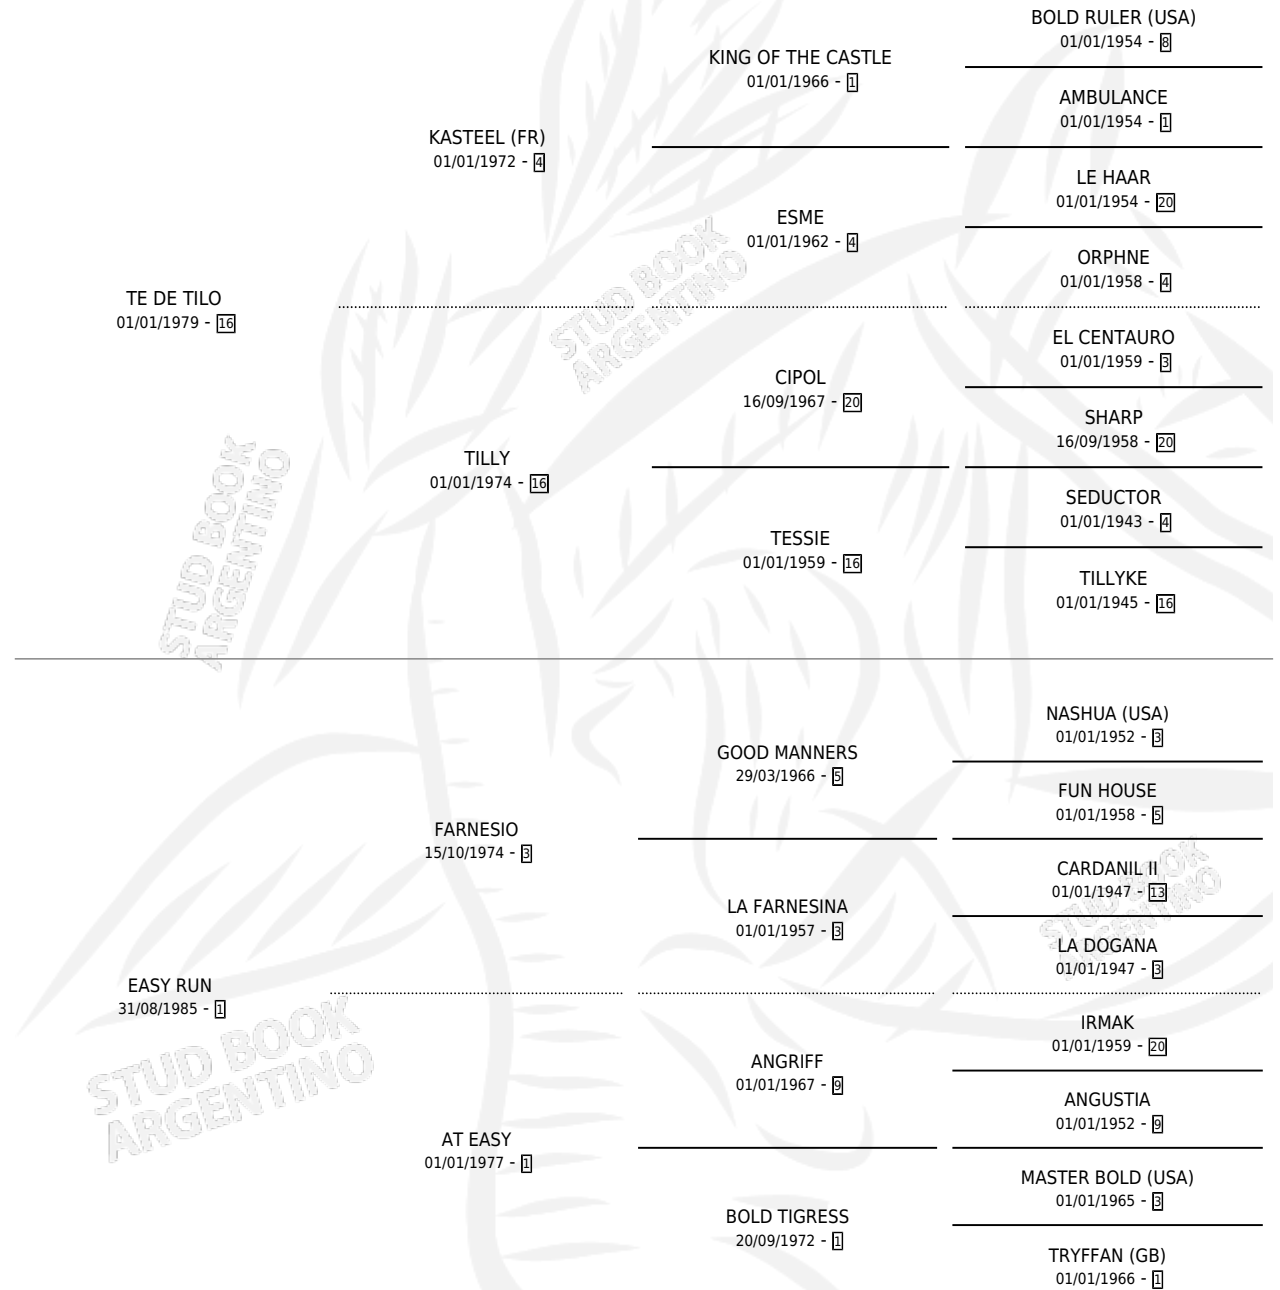 BOLD RULER (USA)
01/01/1954 - 8
KING OF THE CASTLE
01/01/1966 - 1
AMBULANCE
01/01/1954 - 1
KASTEEL (FR)
01/01/1972 - 4
LE HAAR
01/01/1954 - 20
ESME
01/01/1962 - 4
ORPHNE
01/01/1958 - 4
TE DE TILO
01/01/1979 - 16
EL CENTAURO
01/01/1959 - 3
CIPOL
16/09/1967 - 20
SHARP
16/09/1958 - 20
TILLY
01/01/1974 - 16
SEDUCTOR
01/01/1943 - 4
TESSIE
01/01/1959 - 16
TILLYKE
01/01/1945 - 16
STUD BOOK
ARGENTINO
STUD BOOK
ARGENTINO
NASHUA (USA)
01/01/1952 - 3
GOOD MANNERS
29/03/1966 - 5
FUN HOUSE
01/01/1958 - 5
FARNESIO
15/10/1974 - 3
CARDANIL II
01/01/1947 - 13
LA FARNESINA
01/01/1957 - 3
LA DOGANA
01/01/1947 - 3
EASY RUN
31/08/1985 - 1
IRMAK
01/01/1959 - 20
ANGRIFF
01/01/1967 - 9
ANGUSTIA
01/01/1952 - 9
AT EASY
01/01/1977 - 1
MASTER BOLD (USA)
01/01/1965 - 3
BOLD TIGRESS
20/09/1972 - 1
TRYFFAN (GB)
01/01/1966 - 1
STUD BOOK
ARGENTINO
STUD BOOK
ARGENTINO